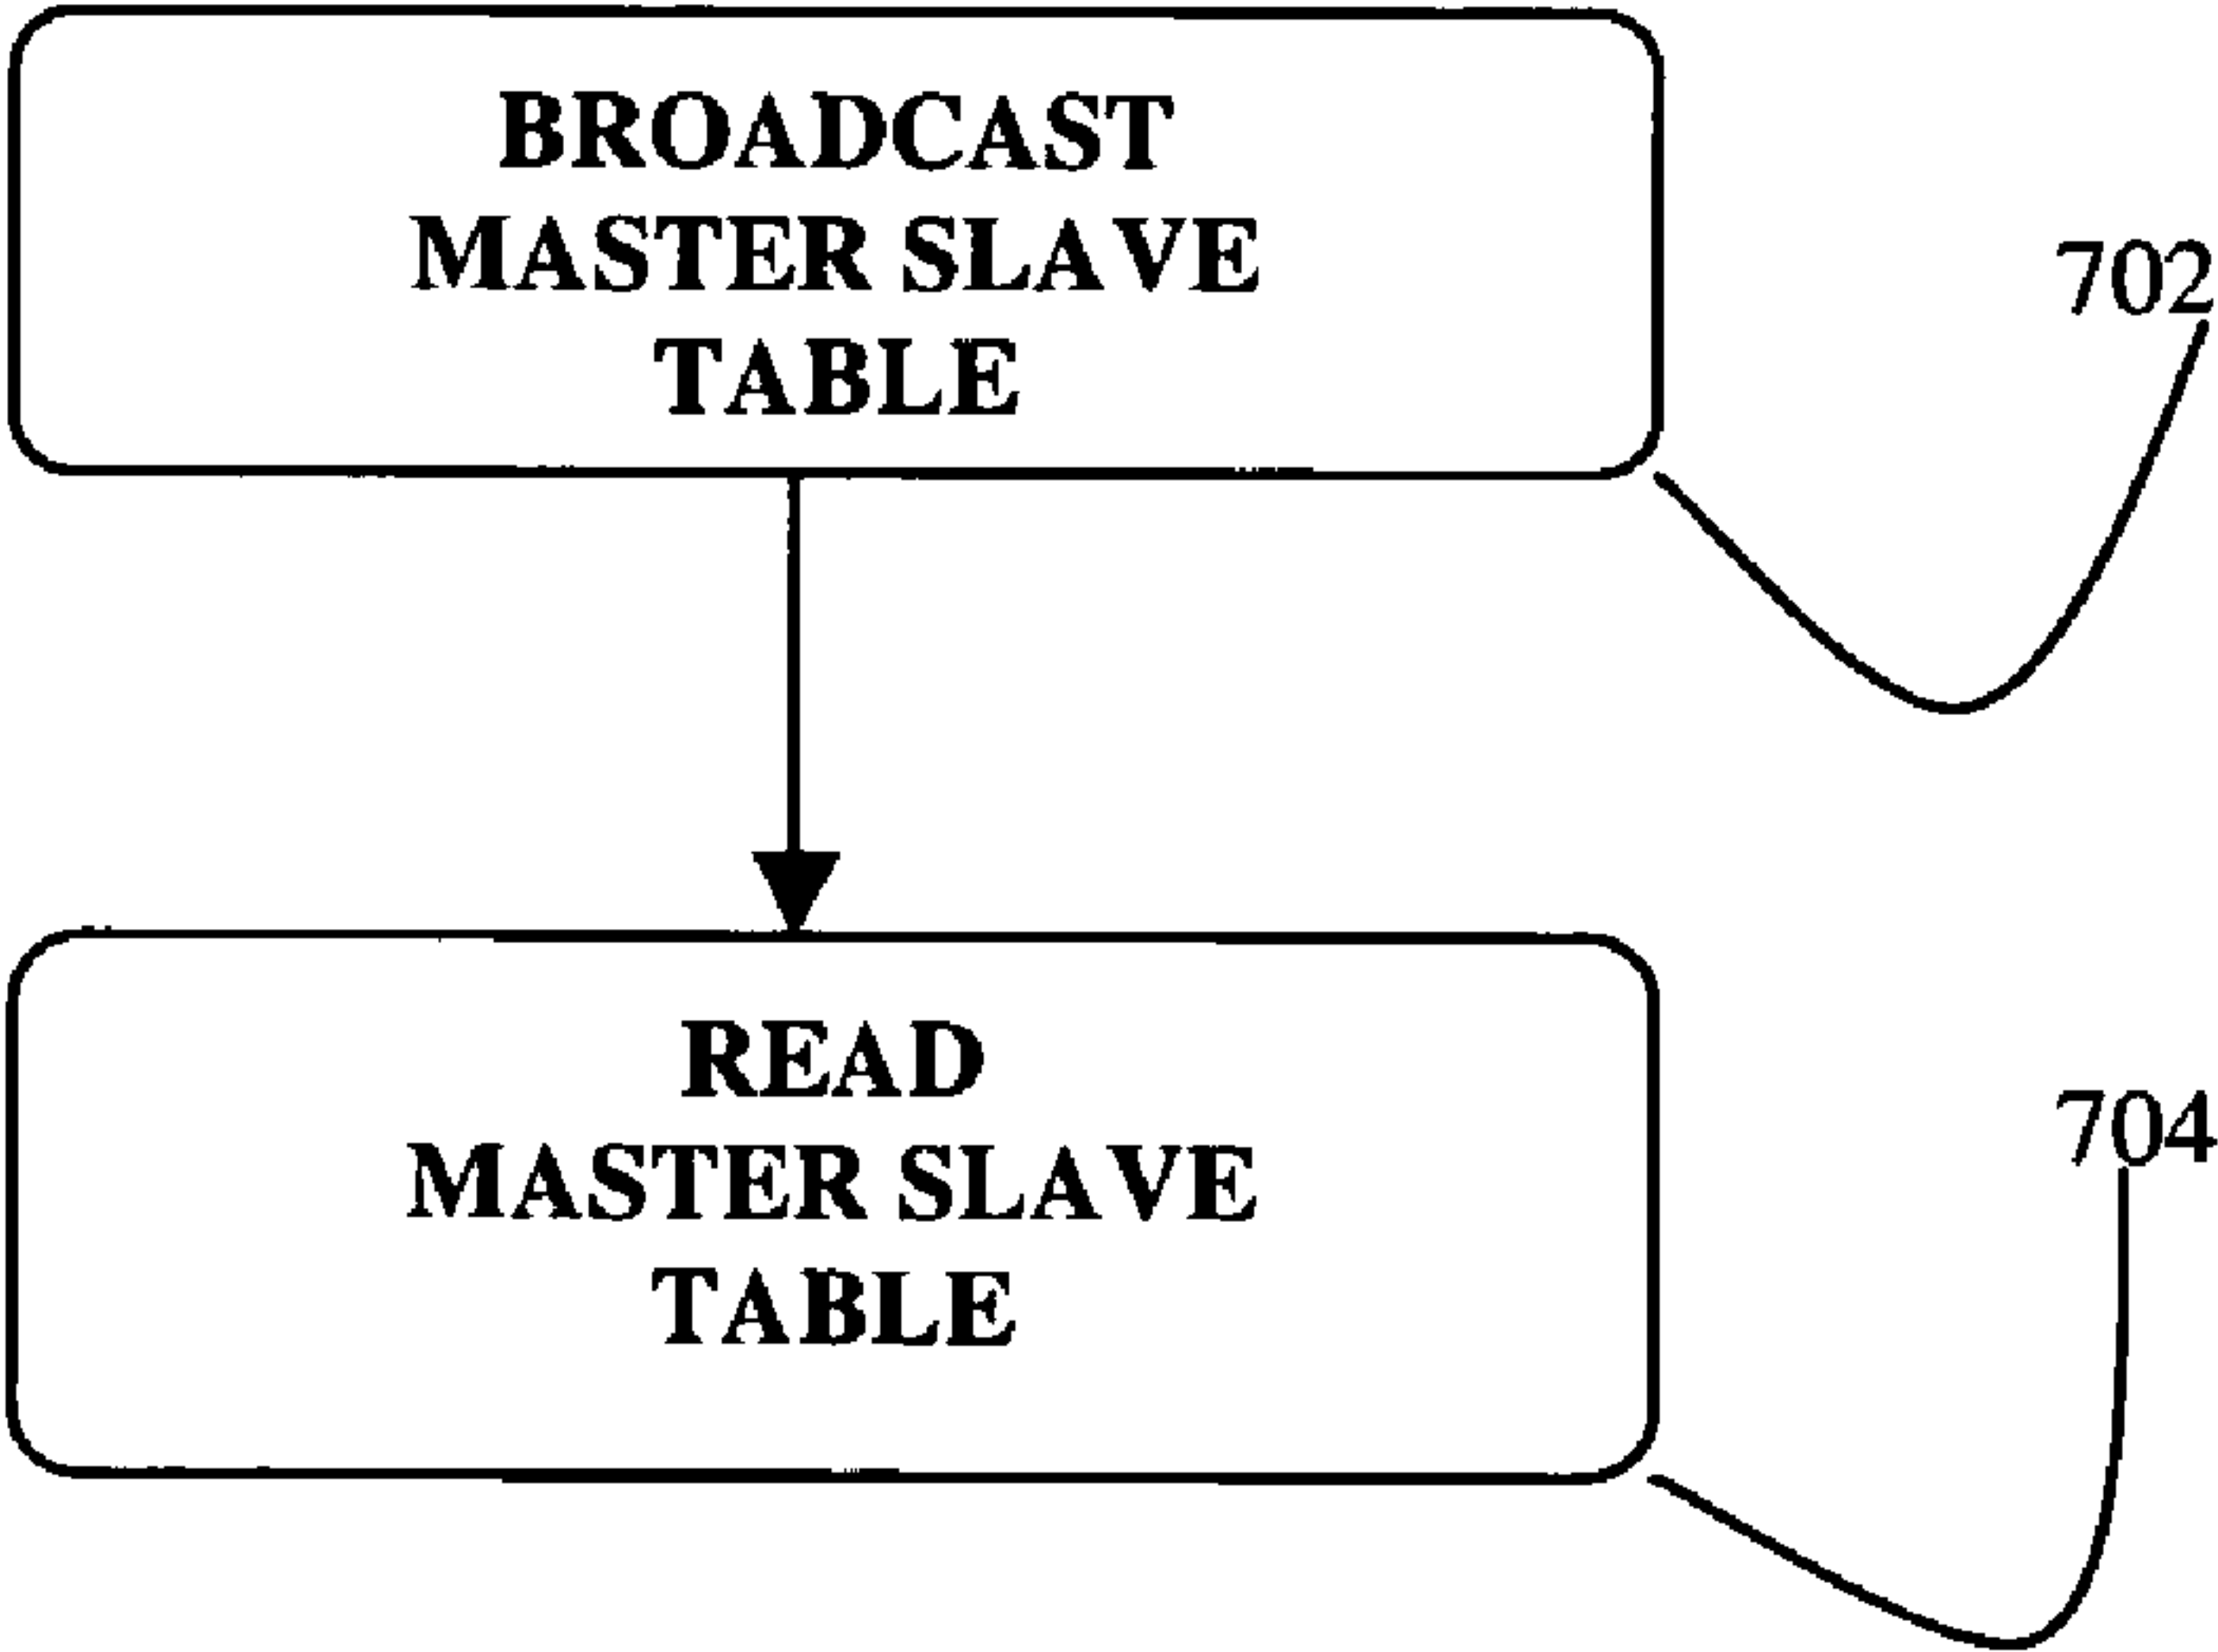 BROADCAST
MASTER SLAVE
TABLE
702
READ
MASTER SLAVE
TABLE
704